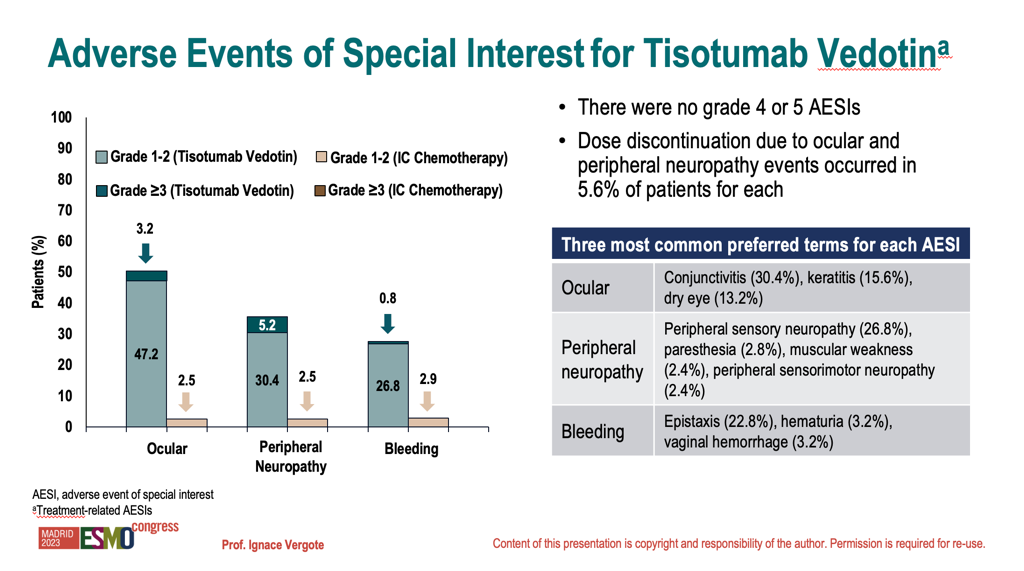 Adverse Events of Special Interest for Tisotumab Vedotinª
100
90
80
70
60
50
40
30
20
10
0
Patients (%)
Grade 1-2 (Tisotumab Vedotin)
Grade 1-2 (IC Chemotherapy)
Grade ≥3 (Tisotumab Vedotin)
Grade ≥3 (IC Chemotherapy)
3.2
47.2
2.5
5.2
30.4
2.5
0.8
26.8
2.9
Ocular
Peripheral
Neuropathy
Bleeding
• There were no grade 4 or 5 AESIs
• Dose discontinuation due to ocular and
peripheral neuropathy events occurred in
5.6% of patients for each
Three most common preferred terms for each AESI
Ocular
Conjunctivitis (30.4%), keratitis (15.6%),
dry eye (13.2%)
Peripheral
neuropathy
Peripheral sensory neuropathy (26.8%),
paresthesia (2.8%), muscular weakness
(2.4%), peripheral sensorimotor neuropathy
(2.4%)
Bleeding
Epistaxis (22.8%), hematuria (3.2%),
vaginal hemorrhage (3.2%)
AESI, adverse event of special interest
ªTreatment-related AESIs
MADRID
2023
ESMO congress
Prof. Ignace Vergote
Content of this presentation is copyright and responsibility of the author. Permission is required for re-use.